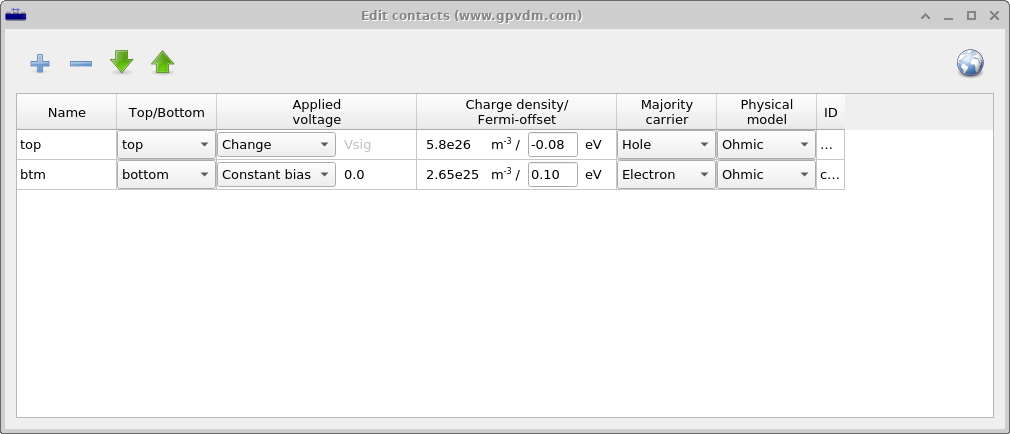 Edit contacts (www.gpvdm.com)
Name Top/Bottom Applied voltage Charge density/ Fermi-offset Majority carrier Physical model ID
top top Change Vsig 5.8e26 m-3 / -0.08 eV Hole Ohmic ...
btm bottom Constant bias 0.0 2.65e25 m-3 / 0.10 eV Electron Ohmic c...